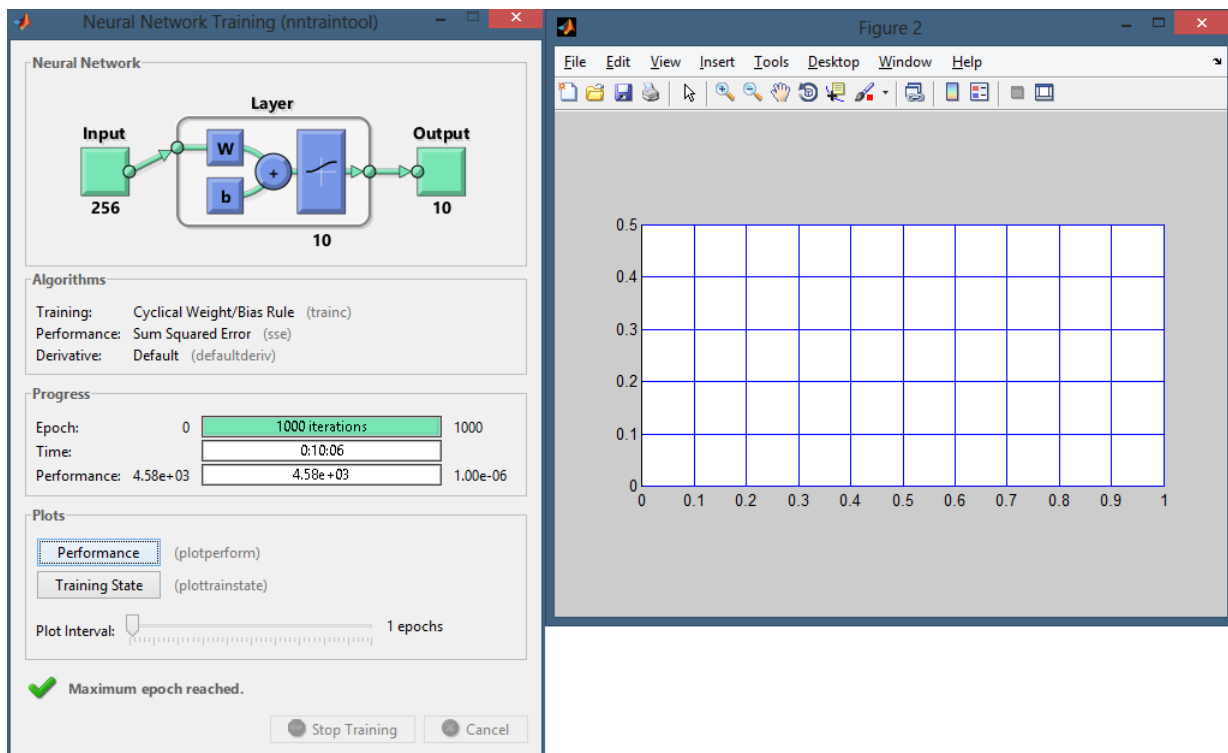 Neural Network Training (nntraintool)
Neural Network
Layer
Input
Output
W
b
+
256
10
10
Algorithms
Training: Cyclical Weight/Bias Rule (trainc)
Performance: Sum Squared Error (sse)
Derivative: Default (defaultderiv)
Progress
Epoch: 0 1000 iterations 1000
Time: 0:10:06
Performance: 4.58e+03 4.58e+03 1.00e-06
Plots
Performance (plotperform)
Training State (plottrainstate)
Plot Interval: 1 epochs
Maximum epoch reached.
Stop Training Cancel
Figure 2
File Edit View Insert Tools Desktop Window Help
0.5
0.4
0.3
0.2
0.1
0
0 0.1 0.2 0.3 0.4 0.5 0.6 0.7 0.8 0.9 1